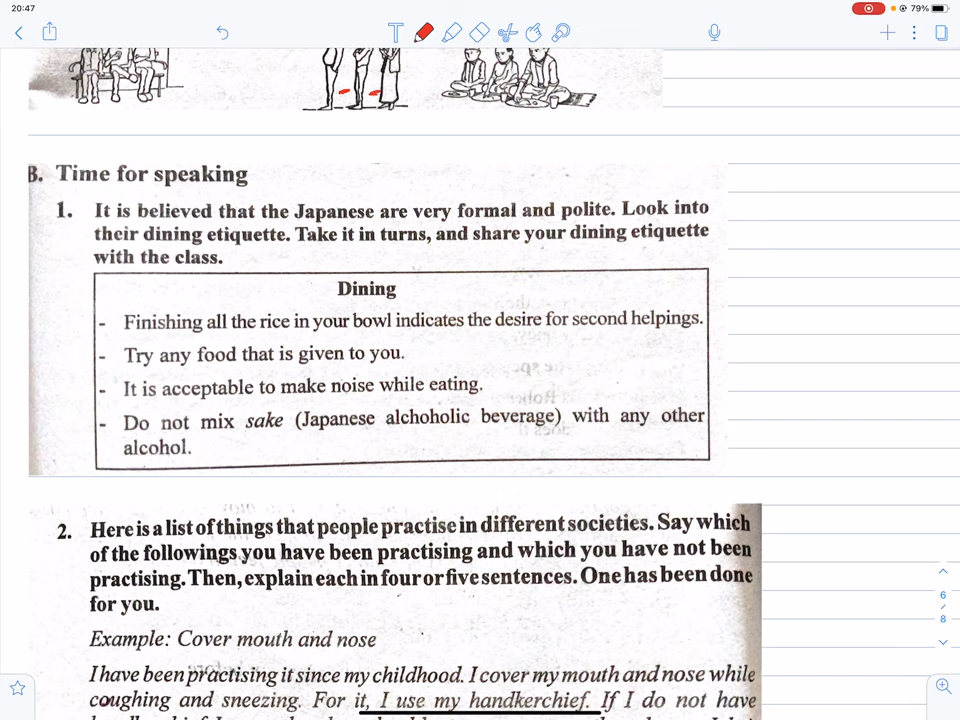 20:47
79%
B. Time for speaking
1. It is believed that the Japanese are very formal and polite. Look into
their dining etiquette. Take it in turns, and share your dining etiquette
with the class.
Dining
- Finishing all the rice in your bowl indicates the desire for second helpings.
- Try any food that is given to you.
- It is acceptable to make noise while eating.
- Do not mix sake (Japanese alchoholic beverage) with any other
alcohol.
2. Here is a list of things that people practise in different societies. Say which
of the followings you have been practising and which you have not been
practising. Then, explain each in four or five sentences. One has been done
for you.
Example: Cover mouth and nose
I have been practising it since my childhood. I cover my mouth and nose while
coughing and sneezing. For it, I use my handkerchief. If I do not have
6
/
8